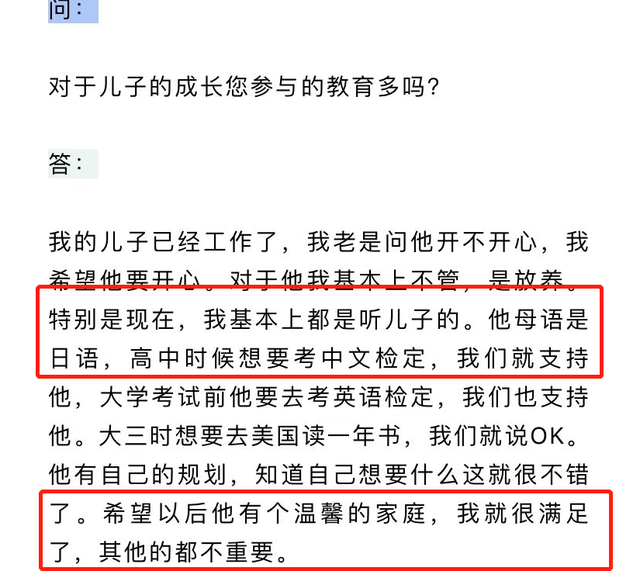 问：
对于儿子的成长您参与的教育多吗？
答：
我的儿子已经工作了，我老是问他开不开心，我
希望他要开心。对于他我基本上不管，是放养。
特别是现在，我基本上都是听儿子的。他母语是
日语，高中时候想要考中文检定，我们就支持
他，大学考试前他要去考英语检定，我们也支持
他。大三时想要去美国读一年书，我们就说OK。
他有自己的规划，知道自己想要什么这就很不错
了。希望以后他有个温馨的家庭，我就很满足
了，其他的都不重要。